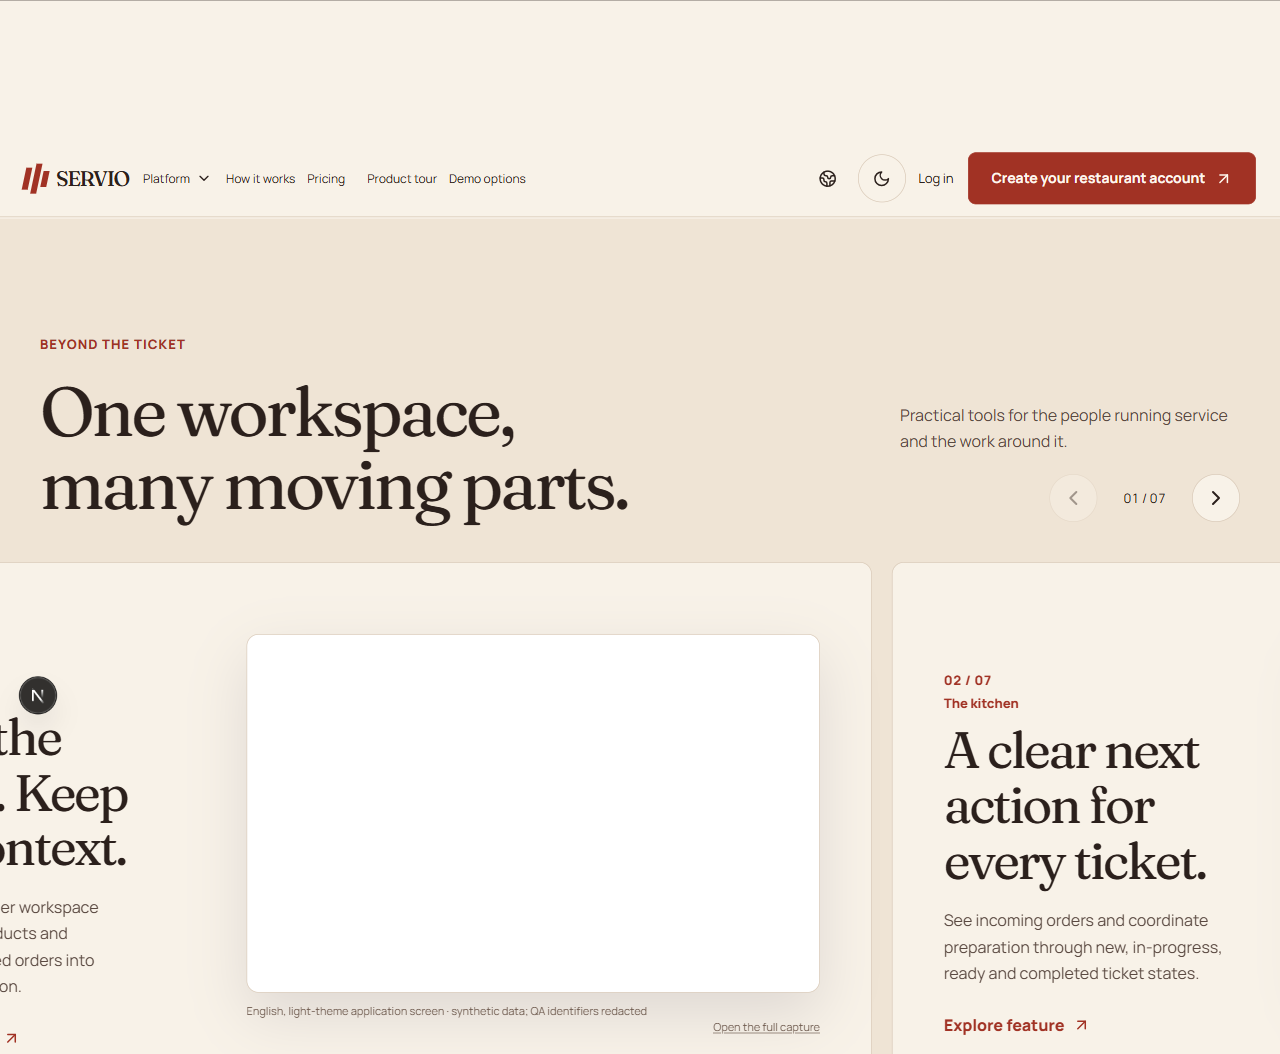 SERVIO
Platform
How it works
Pricing
Product tour
Demo options
Log in
Create your restaurant account
BEYOND THE TICKET
One workspace,
many moving parts.
Practical tools for the people running service
and the work around it.
01 / 07
N
the
. Keep
ontext.
er workspace
lucts and
ed orders into
on.
English, light-theme application screen · synthetic data; QA identifiers redacted
Open the full capture
02 / 07
The kitchen
A clear next
action for
every ticket.
See incoming orders and coordinate
preparation through new, in-progress,
ready and completed ticket states.
Explore feature